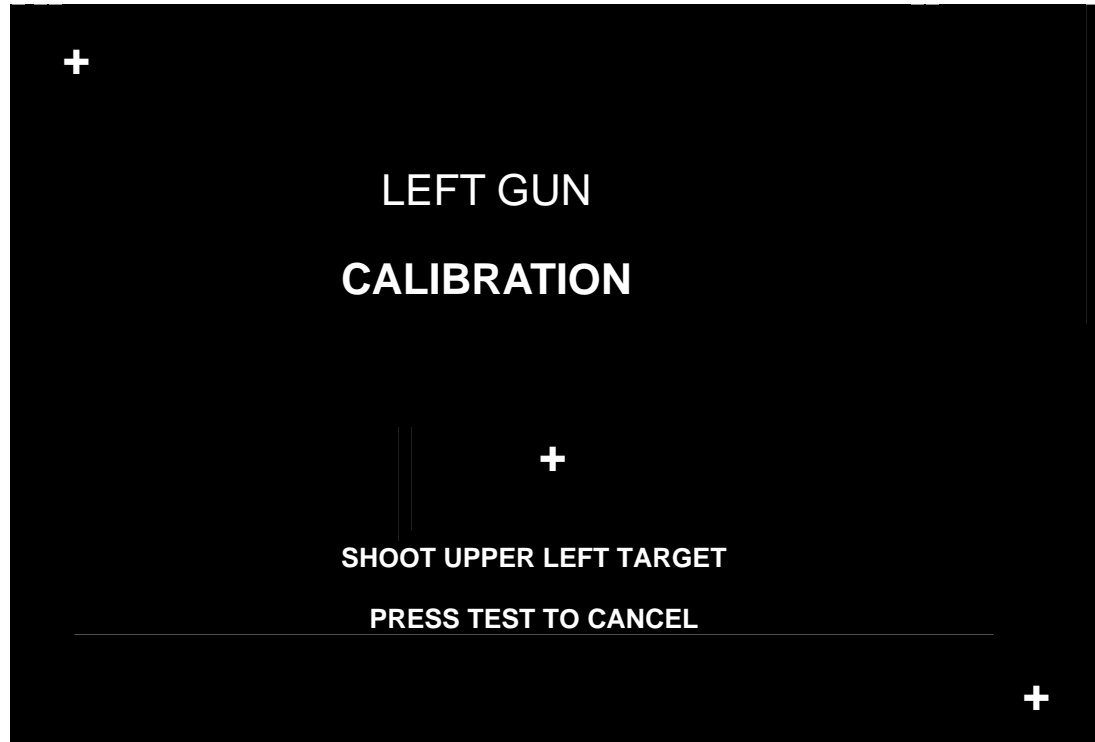 +
LEFT GUN
CALIBRATION
+
SHOOT UPPER LEFT TARGET
PRESS TEST TO CANCEL
+